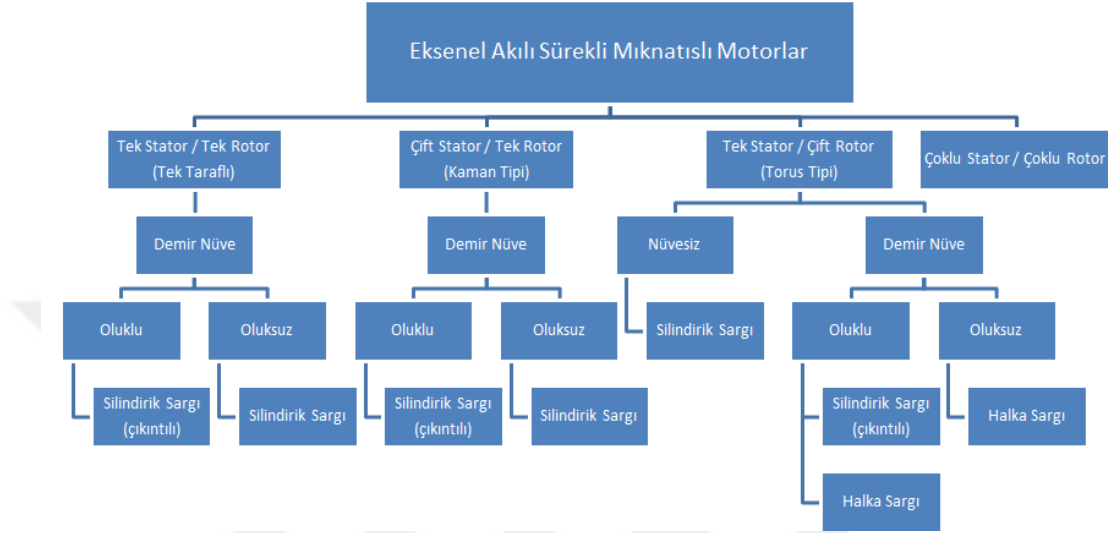 Eksenel Akılı Sürekli Mıknatıslı Motorlar
Tek Stator / Tek Rotor
(Tek Taraflı)
Çift Stator / Tek Rotor
(Kaman Tipi)
Tek Stator / Çift Rotor
(Torus Tipi)
Çoklu Stator / Çoklu Rotor
Demir Nüve
Demir Nüve
Nüvesiz
Demir Nüve
Oluklu
Oluksuz
Oluklu
Oluksuz
Silindirik Sargı
Oluklu
Oluksuz
Silindirik Sargı
(çıkıntılı)
Silindirik Sargı
Silindirik Sargı
(çıkıntılı)
Silindirik Sargı
Silindirik Sargı
(çıkıntılı)
Halka Sargı
Halka Sargı